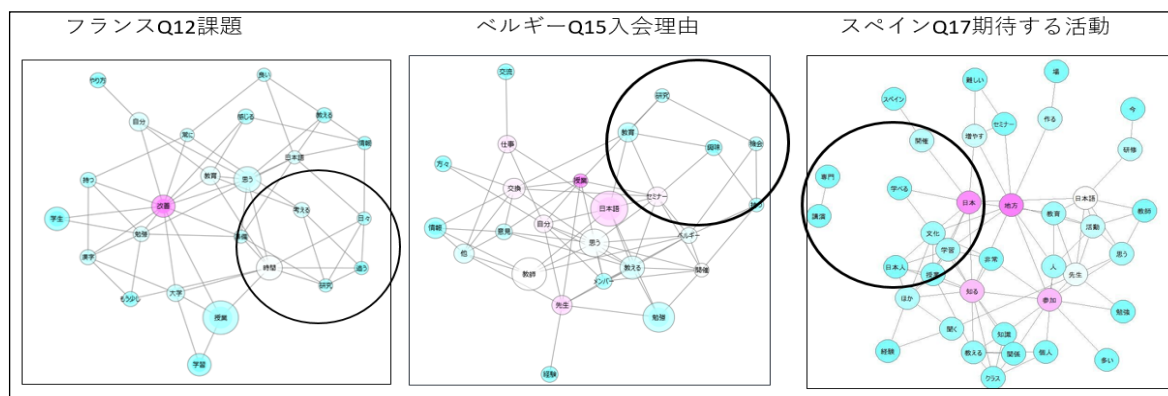 フランスQ12課題
ベルギーQ15入会理由
スペインQ17期待する活動
やり方
良い
自分
常に
感じる
教える
日本語
情報
持つ
教育
思う
改善
考える
学生
勉強
準備
日々
漢字
時間
追う
もう少し
大学
研究
授業
学習
交流
研究
仕事
教育
趣味
機会
方々
授業
交換
セミナー
日本語
自分
情報
意見
ベルギー
他
思う
教師
教える
開催
メンバー
先生
勉強
経験
難しい
場
スペイン
セミナー
作る
今
開催
増やす
研修
専門
学べる
日本
地方
日本語
講演
教育
活動
教師
文化
学習
思う
日本人
非常
人
先生
授業
知る
参加
ほか
勉強
聞く
知識
経験
教える
関係
個人
多い
クラス